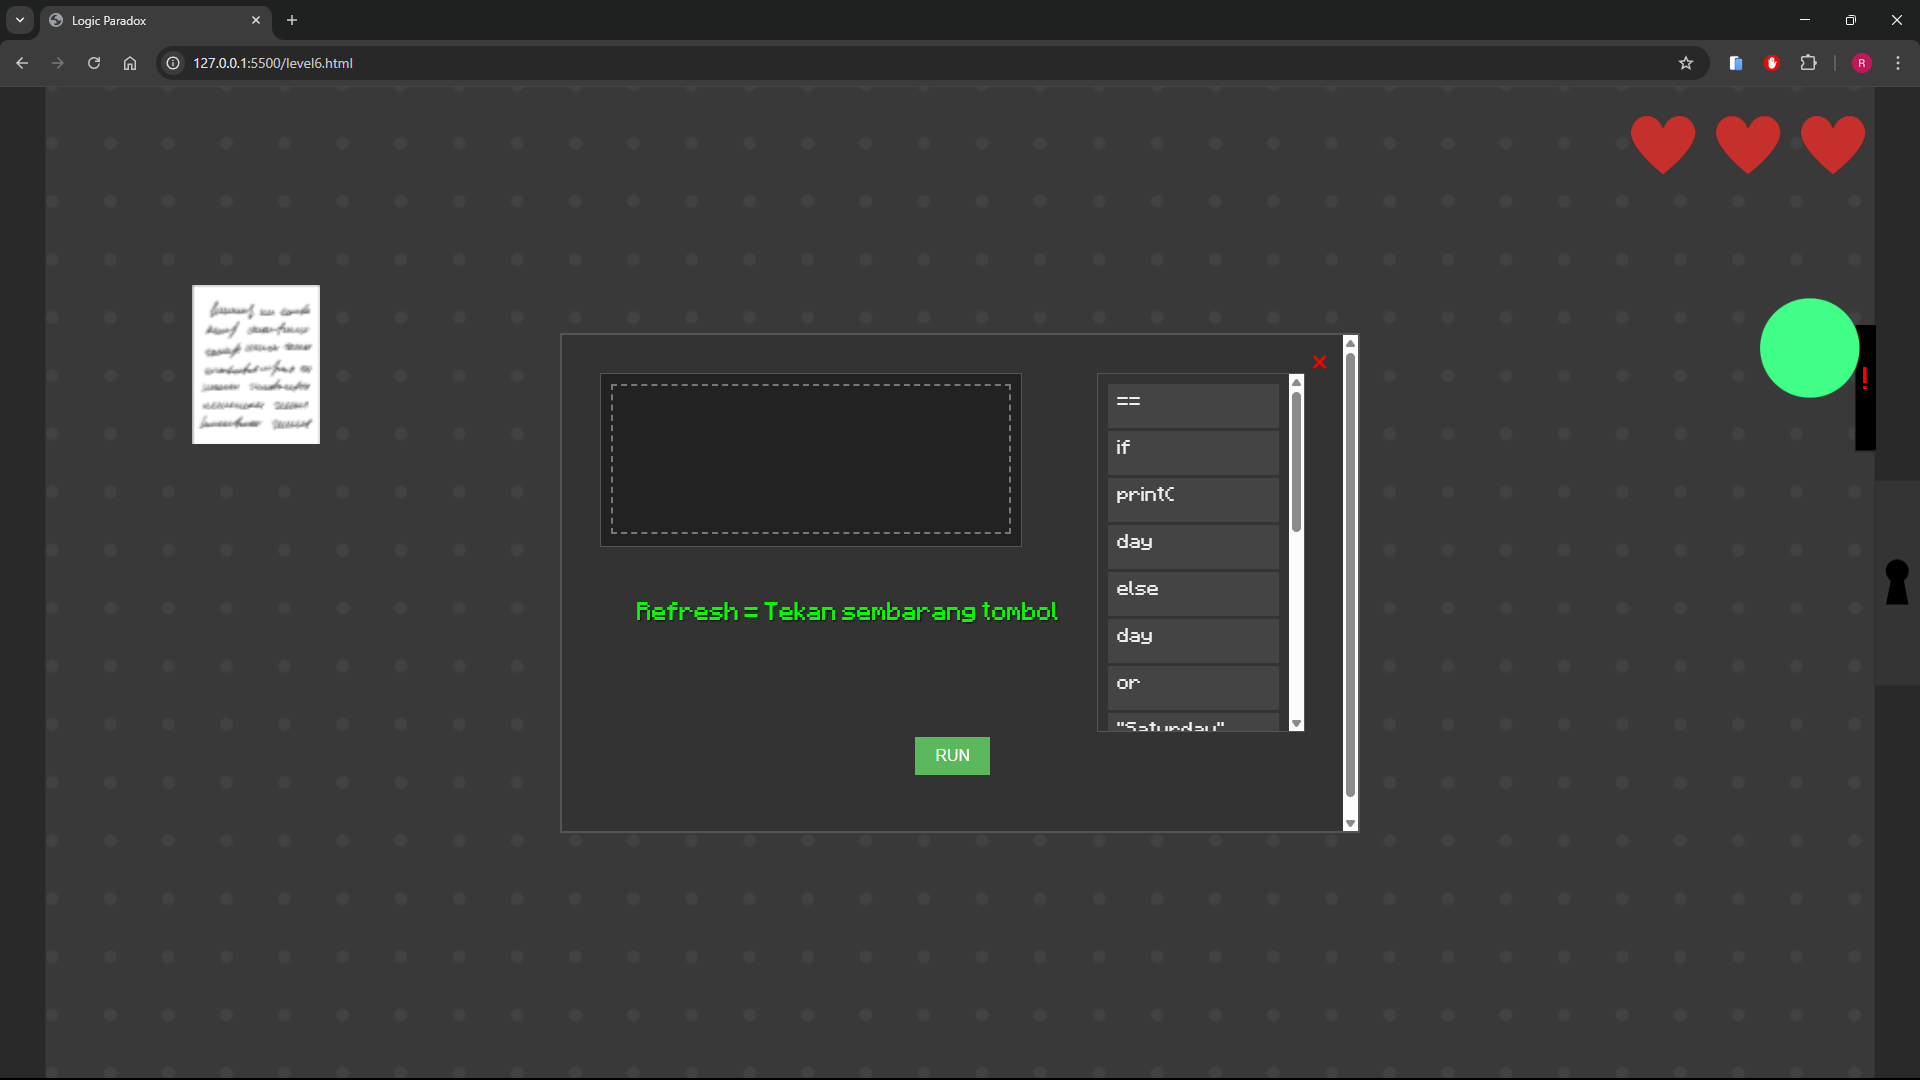 Logic Paradox
127.0.0.1:5500/level6.html
R
!
==
if
print(
day
else
day
or
"Saturday"
Refresh = Tekan sembarang tombol
RUN